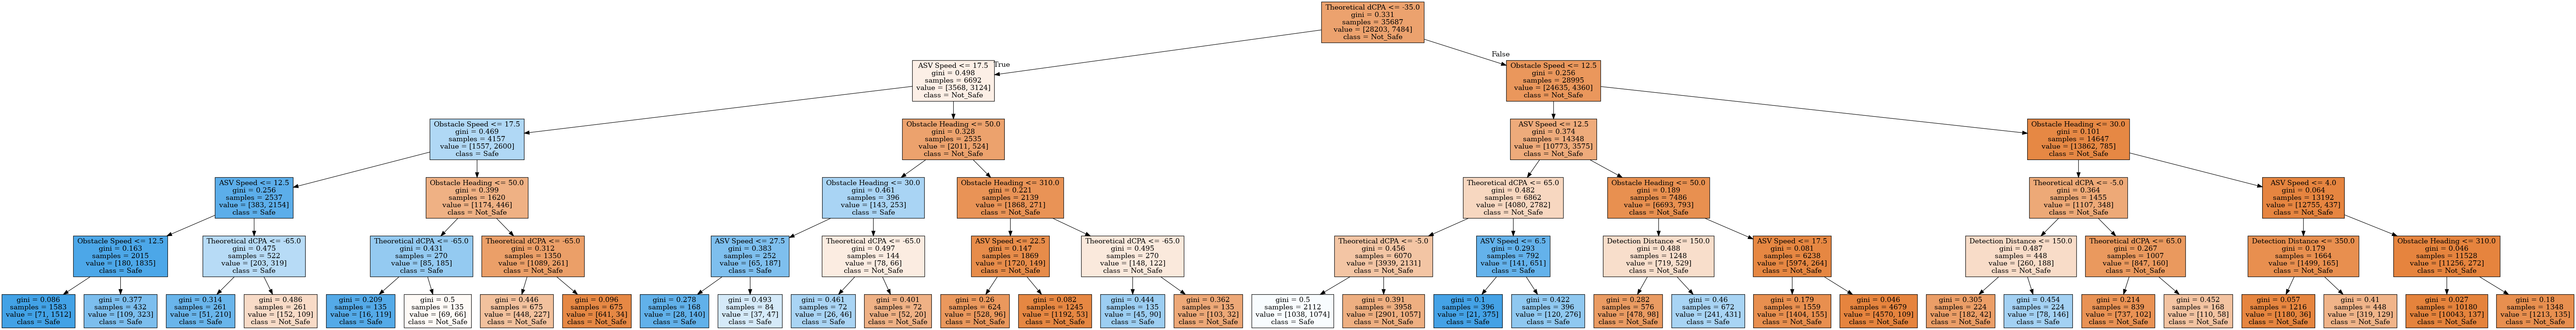 Theoretical dCPA <= -35.0
gini = 0.331
samples = 35687
value = [28203, 7484]
class = Not_Safe
True
False
ASV Speed <= 17.5
gini = 0.498
samples = 6692
value = [3568, 3124]
class = Not_Safe
Obstacle Speed <= 12.5
gini = 0.256
samples = 28995
value = [24635, 4360]
class = Not_Safe
Obstacle Speed <= 17.5
gini = 0.469
samples = 4157
value = [1557, 2600]
class = Safe
Obstacle Heading <= 50.0
gini = 0.328
samples = 2535
value = [2011, 524]
class = Not_Safe
ASV Speed <= 12.5
gini = 0.374
samples = 14348
value = [10773, 3575]
class = Not_Safe
Obstacle Heading <= 30.0
gini = 0.101
samples = 14647
value = [13862, 785]
class = Not_Safe
ASV Speed <= 12.5
gini = 0.256
samples = 2537
value = [383, 2154]
class = Safe
Obstacle Heading <= 50.0
gini = 0.399
samples = 1620
value = [1174, 446]
class = Not_Safe
Obstacle Heading <= 30.0
gini = 0.461
samples = 396
value = [143, 253]
class = Safe
Obstacle Heading <= 310.0
gini = 0.221
samples = 2139
value = [1868, 271]
class = Not_Safe
Theoretical dCPA <= 65.0
gini = 0.482
samples = 6862
value = [4080, 2782]
class = Not_Safe
Obstacle Heading <= 50.0
gini = 0.189
samples = 7486
value = [6693, 793]
class = Not_Safe
Theoretical dCPA <= -5.0
gini = 0.364
samples = 1455
value = [1107, 348]
class = Not_Safe
ASV Speed <= 4.0
gini = 0.064
samples = 13192
value = [12755, 437]
class = Not_Safe
Obstacle Speed <= 12.5
gini = 0.163
samples = 2015
value = [180, 1835]
class = Safe
Theoretical dCPA <= -65.0
gini = 0.475
samples = 522
value = [203, 319]
class = Safe
Theoretical dCPA <= -65.0
gini = 0.431
samples = 270
value = [85, 185]
class = Safe
Theoretical dCPA <= -65.0
gini = 0.312
samples = 1350
value = [1089, 261]
class = Not_Safe
ASV Speed <= 27.5
gini = 0.383
samples = 252
value = [65, 187]
class = Safe
Theoretical dCPA <= -65.0
gini = 0.497
samples = 144
value = [78, 66]
class = Not_Safe
ASV Speed <= 22.5
gini = 0.147
samples = 1869
value = [1720, 149]
class = Not_Safe
Theoretical dCPA <= -65.0
gini = 0.495
samples = 270
value = [148, 122]
class = Not_Safe
Theoretical dCPA <= -5.0
gini = 0.456
samples = 6070
value = [3939, 2131]
class = Not_Safe
ASV Speed <= 6.5
gini = 0.293
samples = 792
value = [141, 651]
class = Safe
Detection Distance <= 150.0
gini = 0.488
samples = 1248
value = [719, 529]
class = Not_Safe
ASV Speed <= 17.5
gini = 0.081
samples = 6238
value = [5974, 264]
class = Not_Safe
Detection Distance <= 150.0
gini = 0.487
samples = 448
value = [260, 188]
class = Not_Safe
Theoretical dCPA <= 65.0
gini = 0.267
samples = 1007
value = [847, 160]
class = Not_Safe
Detection Distance <= 350.0
gini = 0.179
samples = 1664
value = [1499, 165]
class = Not_Safe
Obstacle Heading <= 310.0
gini = 0.046
samples = 11528
value = [11256, 272]
class = Not_Safe
gini = 0.086
samples = 1583
value = [71, 1512]
class = Safe
gini = 0.377
samples = 432
value = [109, 323]
class = Safe
gini = 0.314
samples = 261
value = [51, 210]
class = Safe
gini = 0.486
samples = 261
value = [152, 109]
class = Not_Safe
gini = 0.209
samples = 135
value = [16, 119]
class = Safe
gini = 0.5
samples = 135
value = [69, 66]
class = Not_Safe
gini = 0.446
samples = 675
value = [448, 227]
class = Not_Safe
gini = 0.096
samples = 675
value = [641, 34]
class = Not_Safe
gini = 0.278
samples = 168
value = [28, 140]
class = Safe
gini = 0.493
samples = 84
value = [37, 47]
class = Safe
gini = 0.461
samples = 72
value = [26, 46]
class = Safe
gini = 0.401
samples = 72
value = [52, 20]
class = Not_Safe
gini = 0.26
samples = 624
value = [528, 96]
class = Not_Safe
gini = 0.082
samples = 1245
value = [1192, 53]
class = Not_Safe
gini = 0.444
samples = 135
value = [45, 90]
class = Safe
gini = 0.362
samples = 135
value = [103, 32]
class = Not_Safe
gini = 0.5
samples = 2112
value = [1038, 1074]
class = Safe
gini = 0.391
samples = 3958
value = [2901, 1057]
class = Not_Safe
gini = 0.1
samples = 396
value = [21, 375]
class = Safe
gini = 0.422
samples = 396
value = [120, 276]
class = Safe
gini = 0.282
samples = 576
value = [478, 98]
class = Not_Safe
gini = 0.46
samples = 672
value = [241, 431]
class = Safe
gini = 0.179
samples = 1559
value = [1404, 155]
class = Not_Safe
gini = 0.046
samples = 4679
value = [4570, 109]
class = Not_Safe
gini = 0.305
samples = 224
value = [182, 42]
class = Not_Safe
gini = 0.454
samples = 224
value = [78, 146]
class = Safe
gini = 0.214
samples = 839
value = [737, 102]
class = Not_Safe
gini = 0.452
samples = 168
value = [110, 58]
class = Not_Safe
gini = 0.057
samples = 1216
value = [1180, 36]
class = Not_Safe
gini = 0.41
samples = 448
value = [319, 129]
class = Not_Safe
gini = 0.027
samples = 10180
value = [10043, 137]
class = Not_Safe
gini = 0.18
samples = 1348
value = [1213, 135]
class = Not_Safe